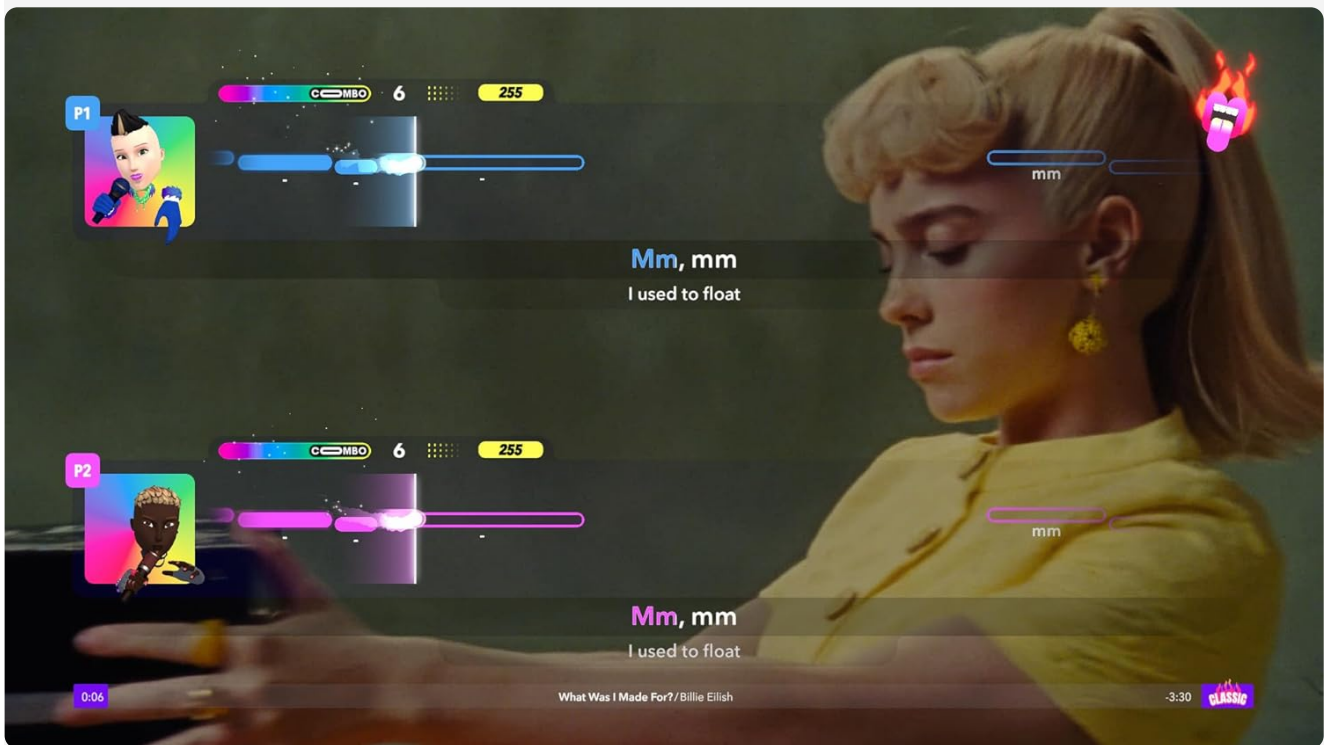 COMBO 6 255
P1
- - -
mm
Mm, mm
I used to float
COMBO 6 255
P2
- - -
mm
Mm, mm
I used to float
0:06 What Was I Made For?/Billie Eilish -3:30 CLASSIC